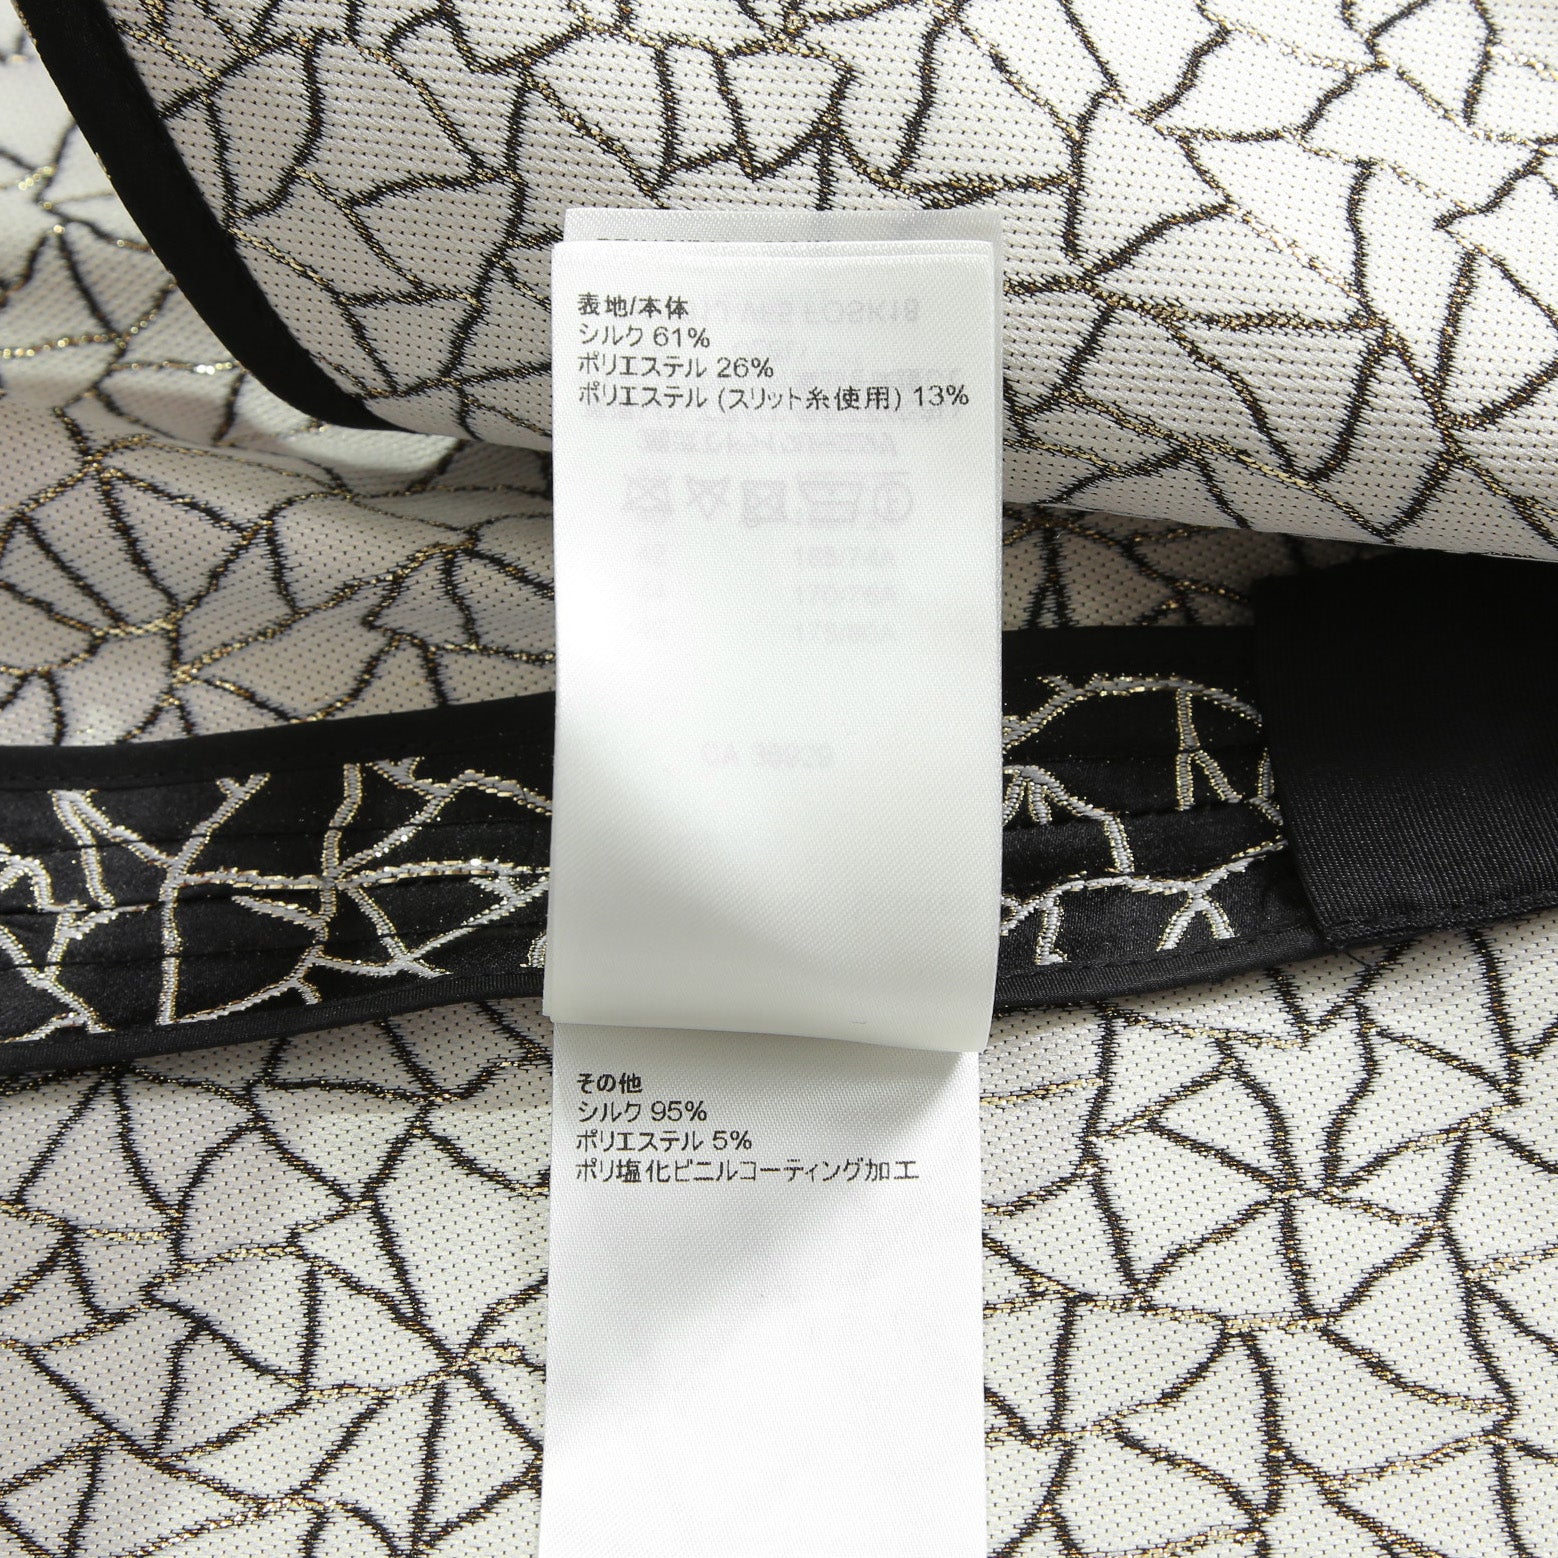 表地/本体
シルク 61%
ポリエステル 26%
ポリエステル (スリット糸使用) 13%
その他
シルク 95%
ポリエステル 5%
ポリ塩化ビニルコーティング加工